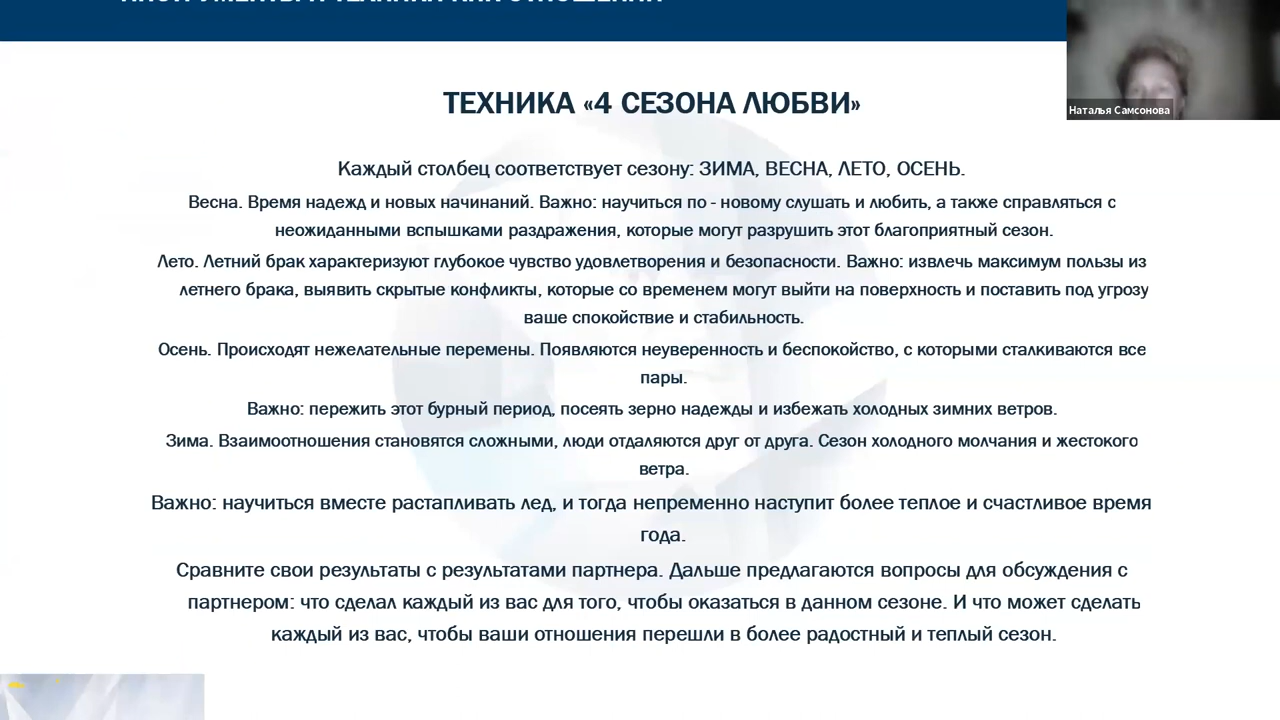 Наталья Самсонова
ТЕХНИКА «4 СЕЗОНА ЛЮБВИ»
Каждый столбец соответствует сезону: ЗИМА, ВЕСНА, ЛЕТО, ОСЕНЬ.
Весна. Время надежд и новых начинаний. Важно: научиться по - новому слушать и любить, а также справляться с
неожиданными вспышками раздражения, которые могут разрушить этот благоприятный сезон.
Лето. Летний брак характеризуют глубокое чувство удовлетворения и безопасности. Важно: извлечь максимум пользы из
летнего брака, выявить скрытые конфликты, которые со временем могут выйти на поверхность и поставить под угрозу
ваше спокойствие и стабильность.
Осень. Происходят нежелательные перемены. Появляются неуверенность и беспокойство, с которыми сталкиваются все
пары.
Важно: пережить этот бурный период, посеять зерно надежды и избежать холодных зимних ветров.
Зима. Взаимоотношения становятся сложными, люди отдаляются друг от друга. Сезон холодного молчания и жестокого
ветра.
Важно: научиться вместе растапливать лед, и тогда непременно наступит более теплое и счастливое время
года.
Сравните свои результаты с результатами партнера. Дальше предлагаются вопросы для обсуждения с
партнером: что сделал каждый из вас для того, чтобы оказаться в данном сезоне. И что может сделать
каждый из вас, чтобы ваши отношения перешли в более радостный и теплый сезон.